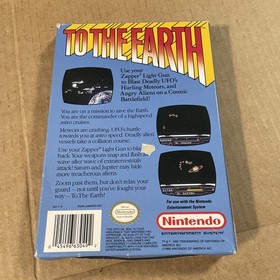 TO THE EARTH
Use your
Zapper™ Light Gun
to Blast Deadly UFO's
Hurling Meteors, and
Angry Aliens on a Cosmic
Battlefield!
You are on a mission to save the Earth.
You are the commander of a highspeed
astro cruiser.
Meteors are crashing. UFO's hurtle
towards you at astro speed. Deadly alien
vessels take a collision course.
Use your Zapper™ Light Gun to blast it
back. Your weapons map and flash as
wave after wave of extraterrestrials
attack! Saturn and Jupiter may hide
more treacherous invaders.
Zoom past them, but don't relax your
guard – not until you've fought your
way – To The Earth!
For use with the Nintendo
Entertainment System
Nintendo
ENTERTAINMENT SYSTEM